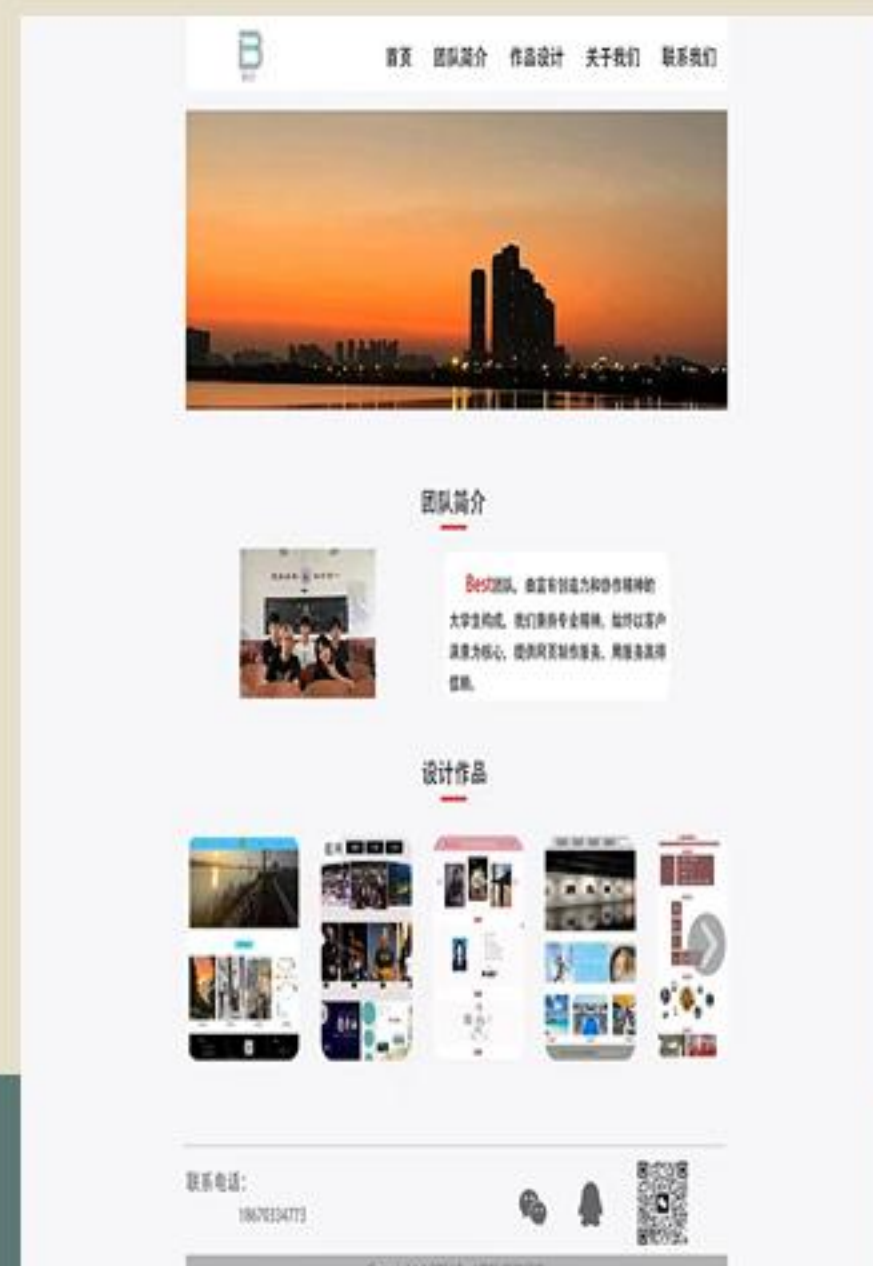 首页 团队简介 作品设计 关于我们 联系我们
团队简介
Best团队，由富有创造力和协作精神的
大学生构成，我们秉持专业精神，始终以客户
满意为核心，提供网页制作服务，用服务赢得
信赖。
设计作品
联系电话：
18670334773